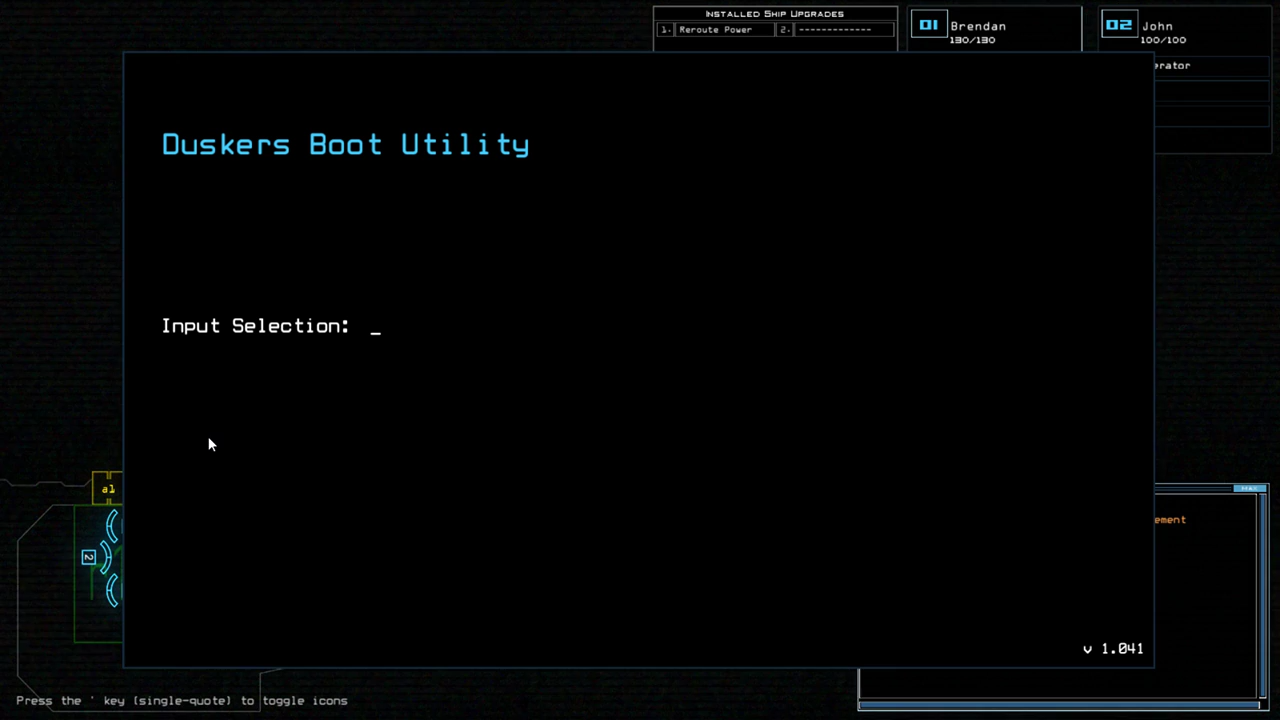 Installed Ship Upgrades
1. Reroute Power 2. -------------
01 Brendan
130/130
02 John
100/100
erator
Duskers Boot Utility
Input Selection: _
a1
MAX
ement
2
v 1.041
Press the ' key (single-quote) to toggle icons